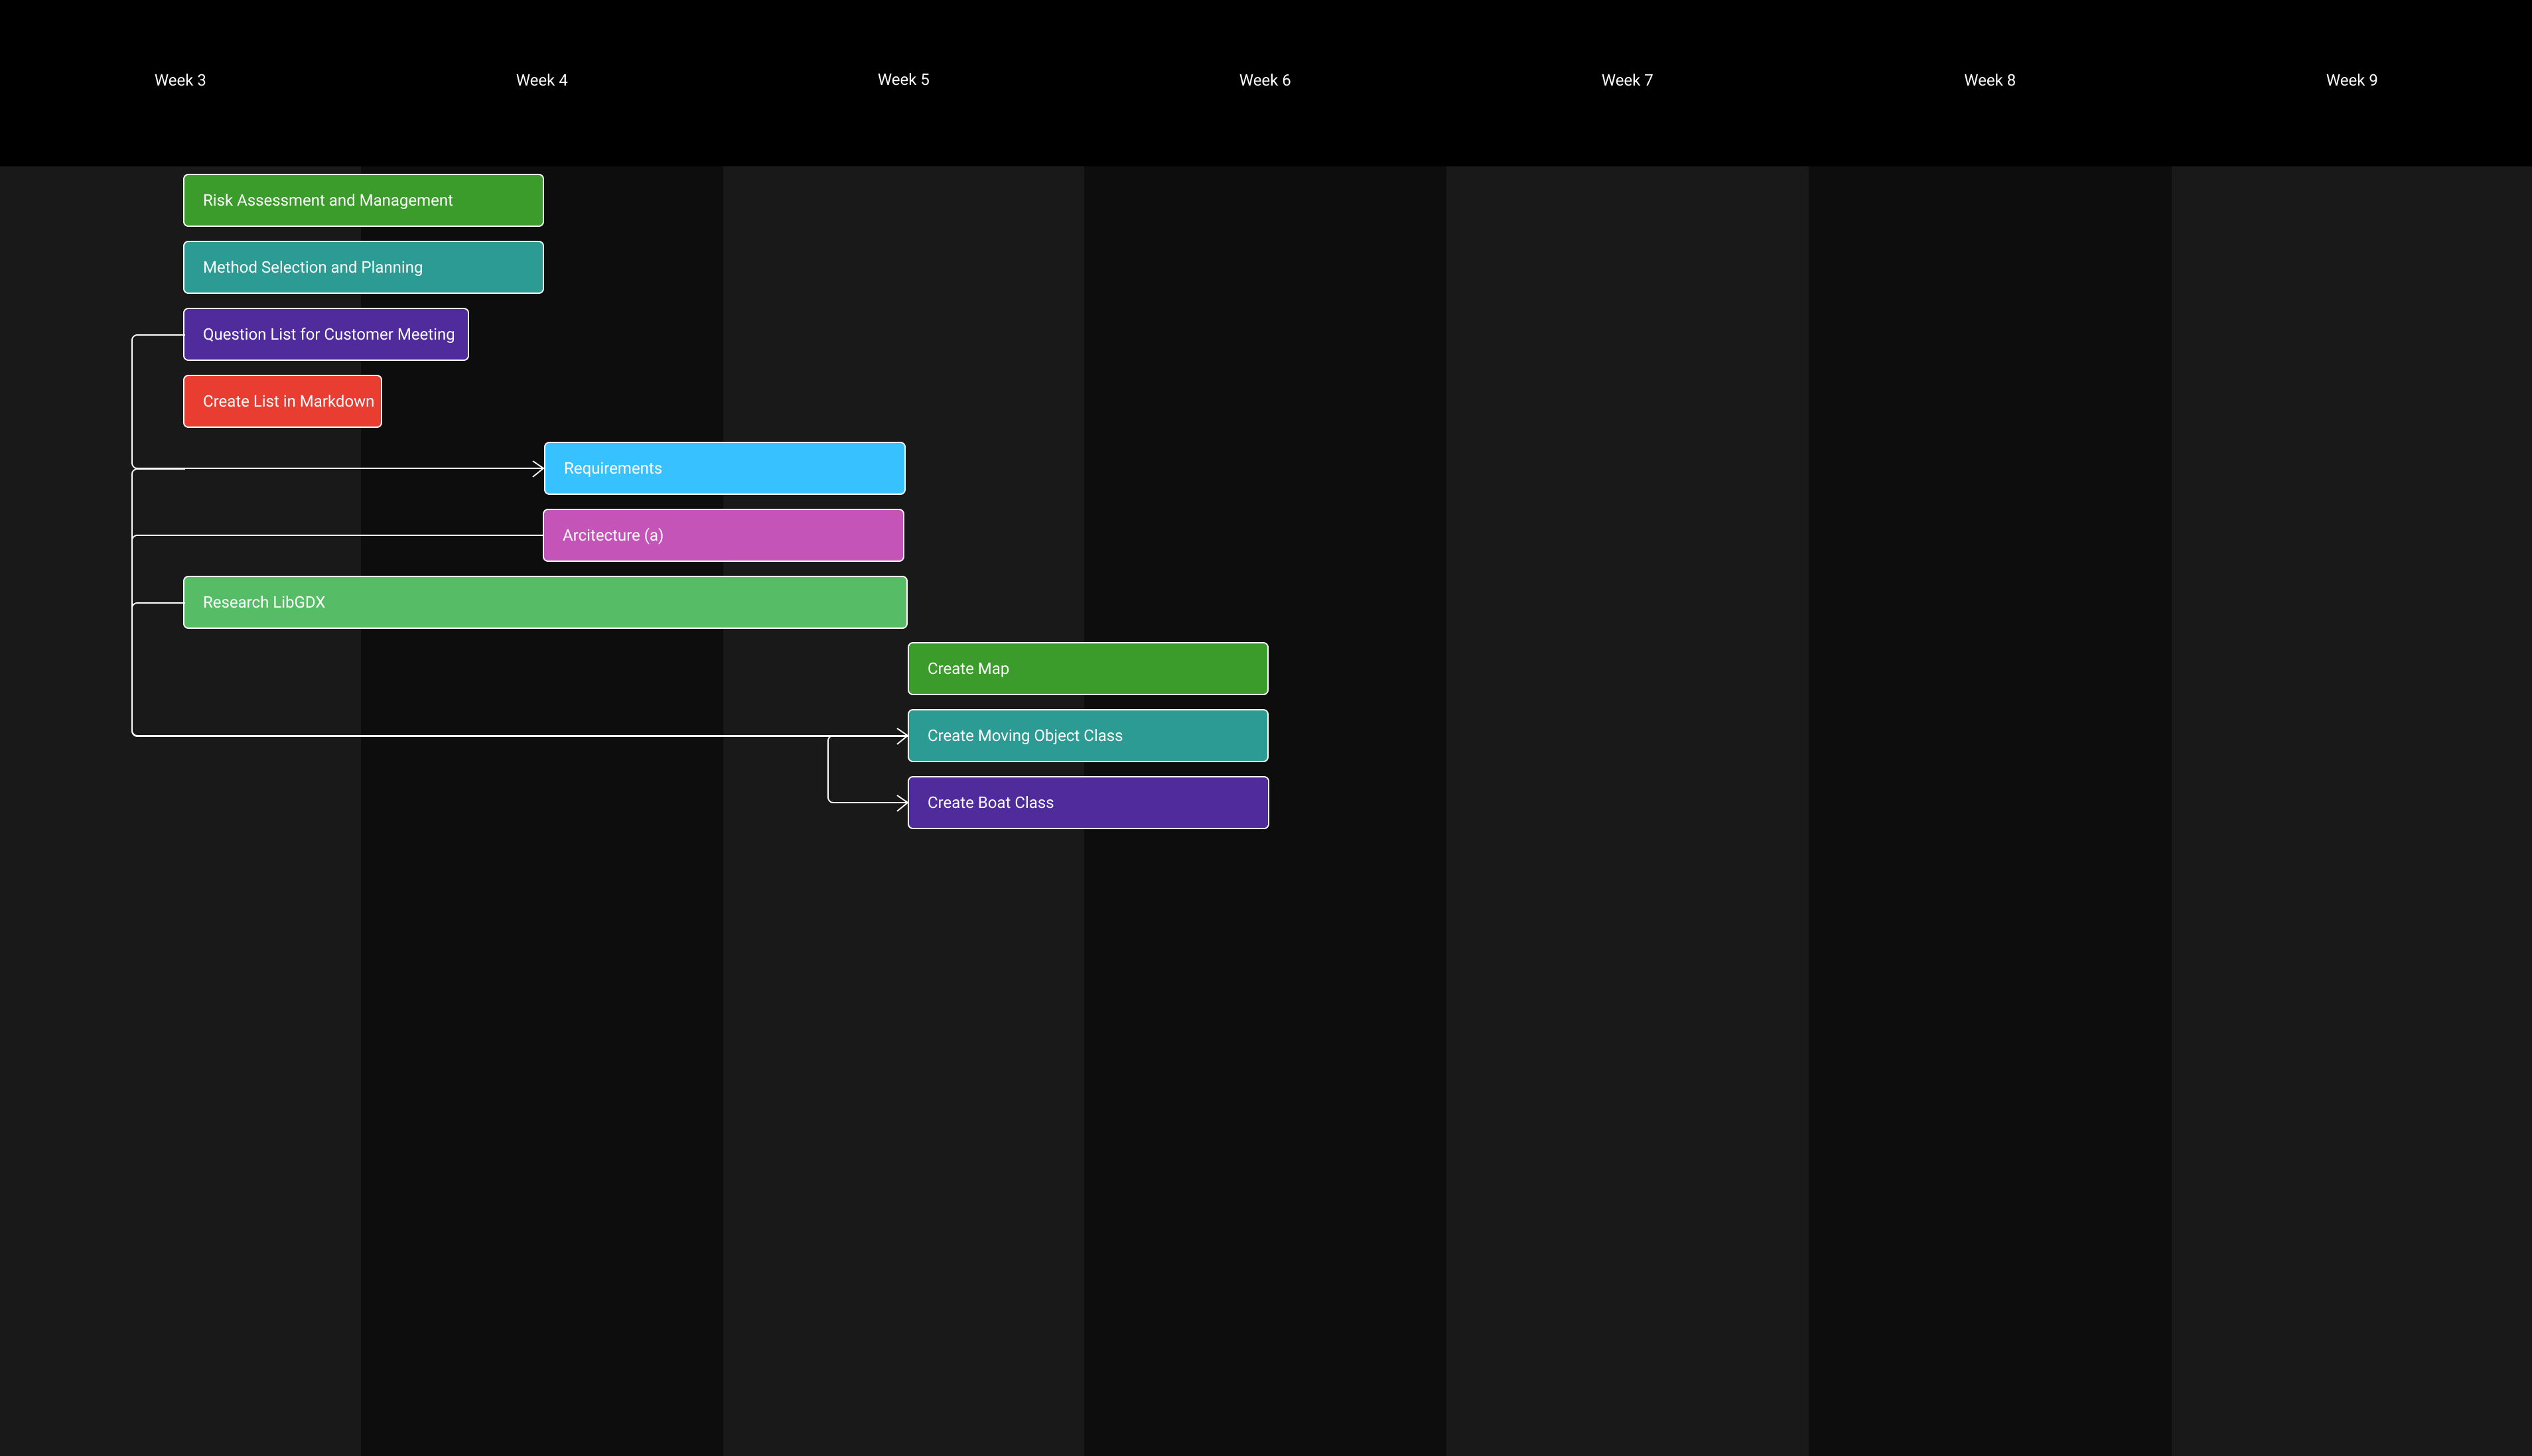 Week 3
Week 4
Week 5
Week 6
Week 7
Week 8
Week 9
Risk Assessment and Management
Method Selection and Planning
Question List for Customer Meeting
Create List in Markdown
Requirements
Arcitecture (a)
Research LibGDX
Create Map
Create Moving Object Class
Create Boat Class